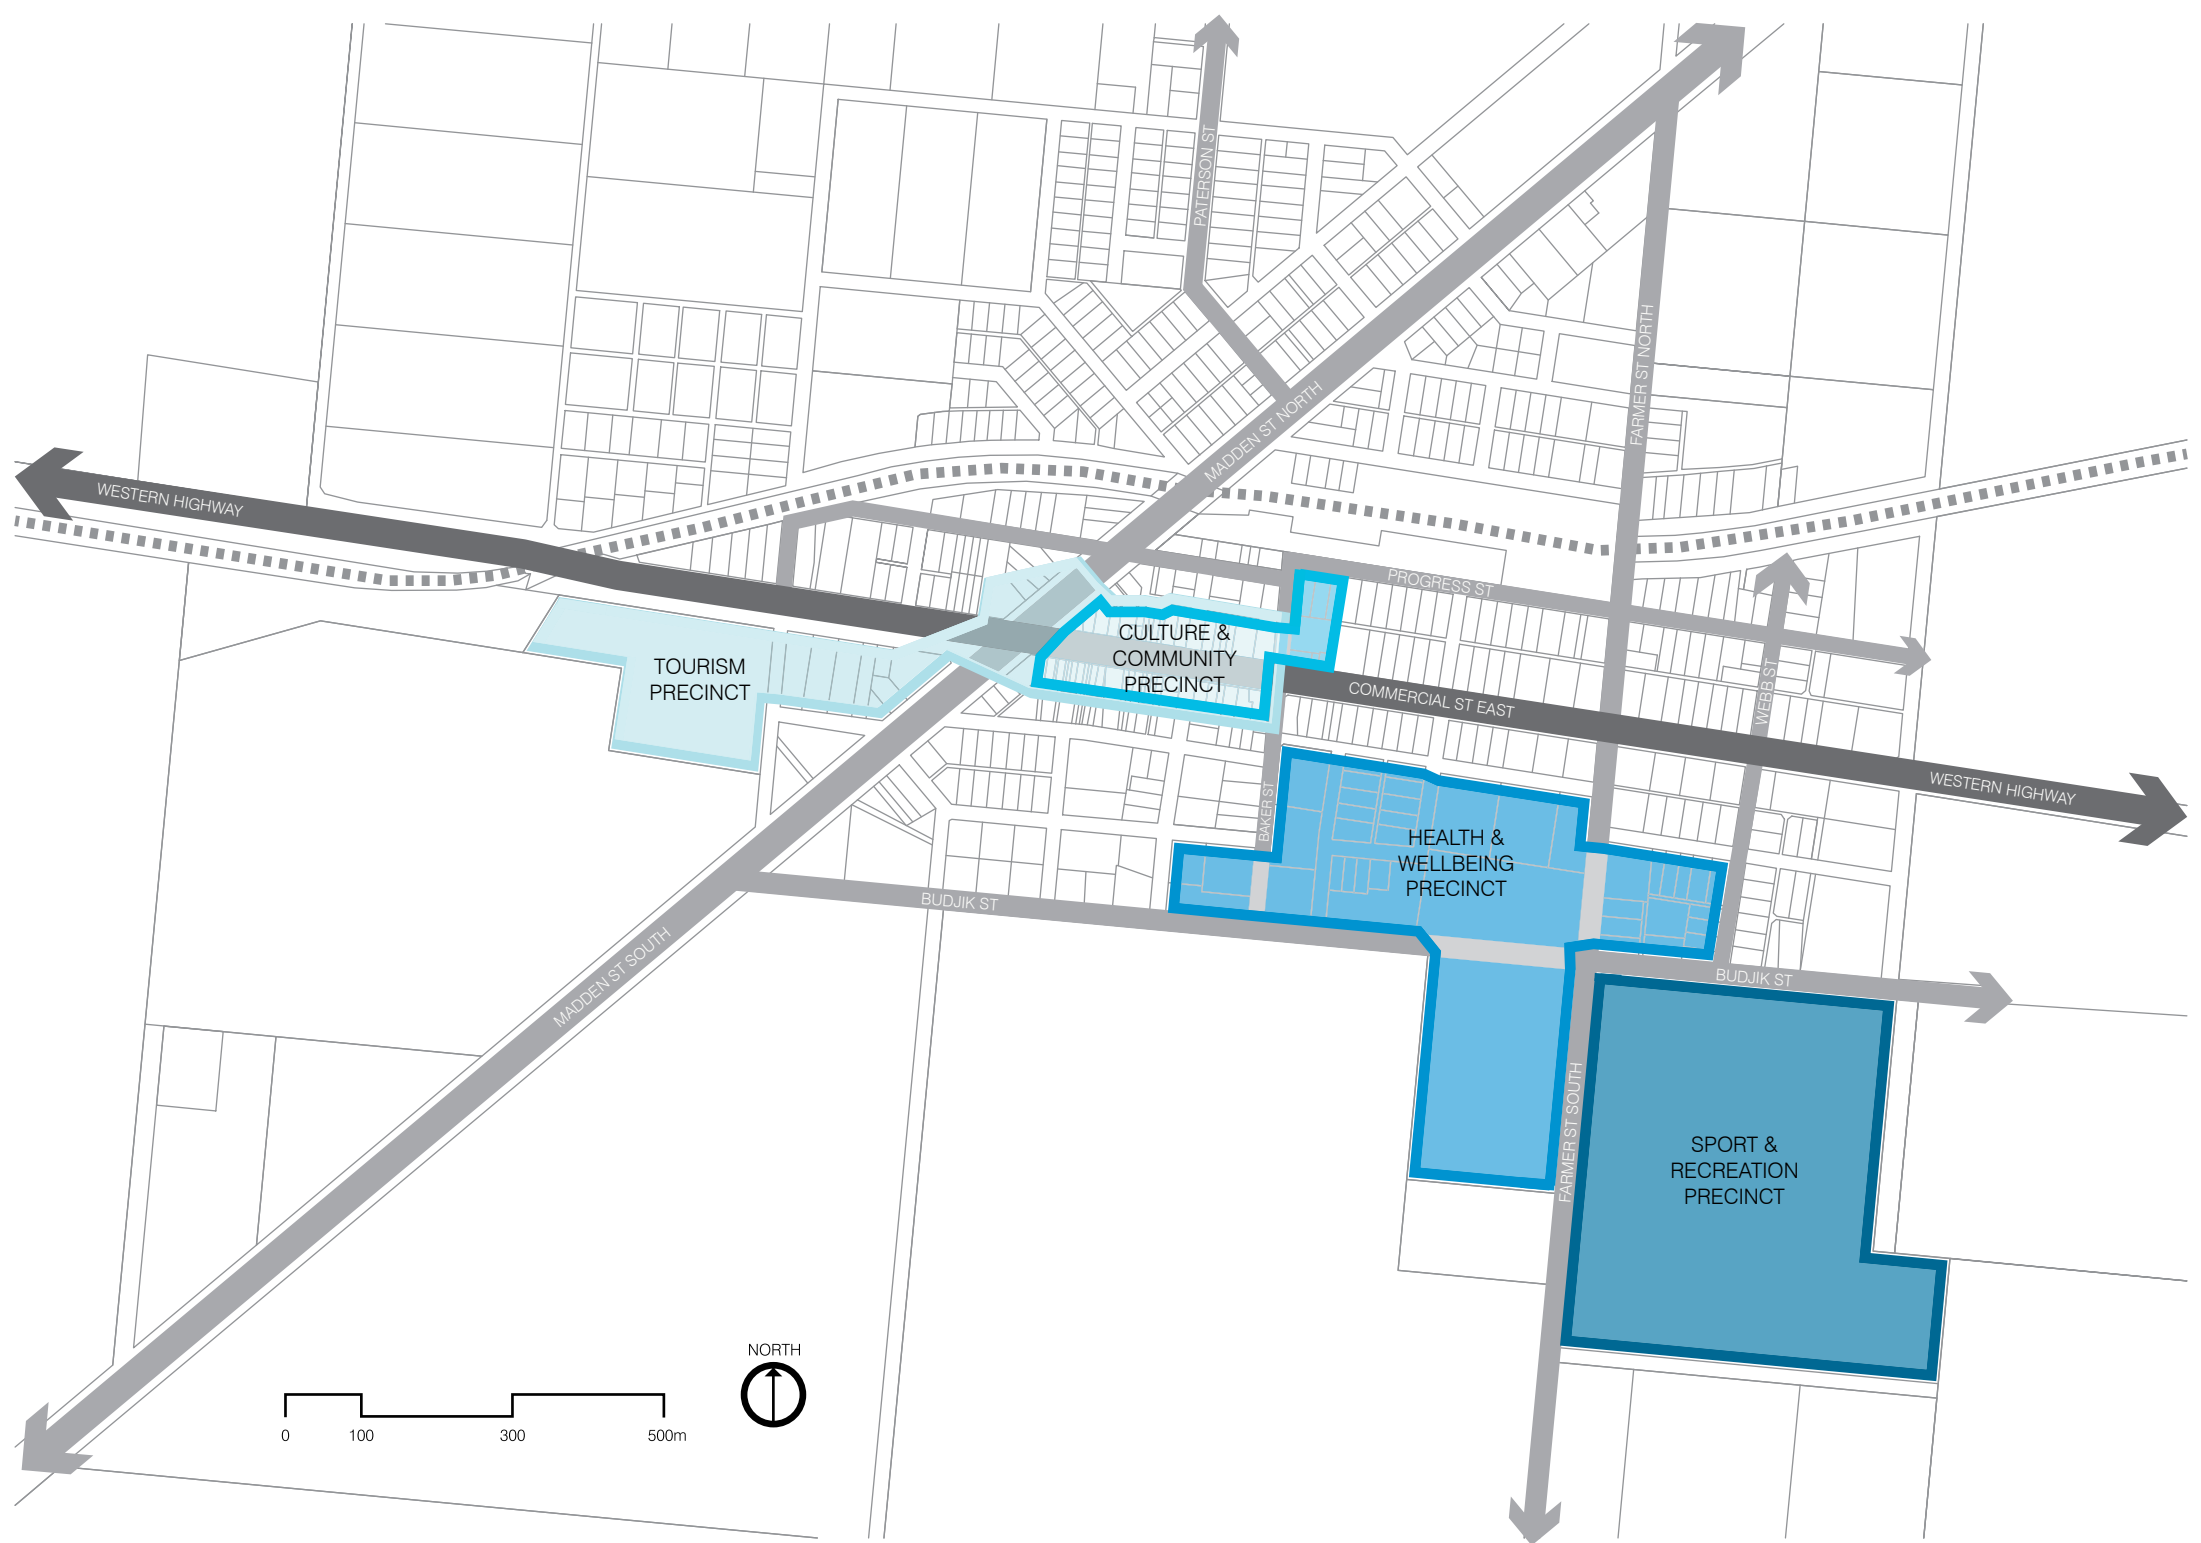 PATERSON ST
MADDEN ST NORTH
FARMER ST NORTH
WESTERN HIGHWAY
PROGRESS ST
CULTURE &
COMMUNITY
PRECINCT
TOURISM
PRECINCT
COMMERCIAL ST EAST
WEBB ST
WESTERN HIGHWAY
BAKER ST
HEALTH &
WELLBEING
PRECINCT
BUDJIK ST
MADDEN ST SOUTH
BUDJIK ST
FARMER ST SOUTH
SPORT &
RECREATION
PRECINCT
NORTH
0 100 300 500m